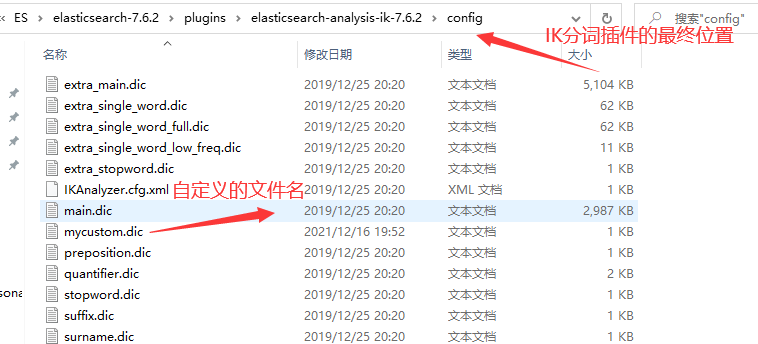 ES > elasticsearch-7.6.2 > plugins > elasticsearch-analysis-ik-7.6.2 > config
搜索"config"
IK分词插件的最终位置
名称 修改日期 类型 大小
extra_main.dic 2019/12/25 20:20 文本文档 5,104 KB
extra_single_word.dic 2019/12/25 20:20 文本文档 62 KB
extra_single_word_full.dic 2019/12/25 20:20 文本文档 62 KB
extra_single_word_low_freq.dic 2019/12/25 20:20 文本文档 11 KB
extra_stopword.dic 2019/12/25 20:20 文本文档 1 KB
IKAnalyzer.cfg.xml 2019/12/25 20:20 XML 文档 1 KB
自定义的文件名
main.dic 2019/12/25 20:20 文本文档 2,987 KB
mycustom.dic 2021/12/16 19:52 文本文档 1 KB
preposition.dic 2019/12/25 20:20 文本文档 1 KB
quantifier.dic 2019/12/25 20:20 文本文档 2 KB
sona
stopword.dic 2019/12/25 20:20 文本文档 1 KB
suffix.dic 2019/12/25 20:20 文本文档 1 KB
surname.dic 2019/12/25 20:20 文本文档 1 KB